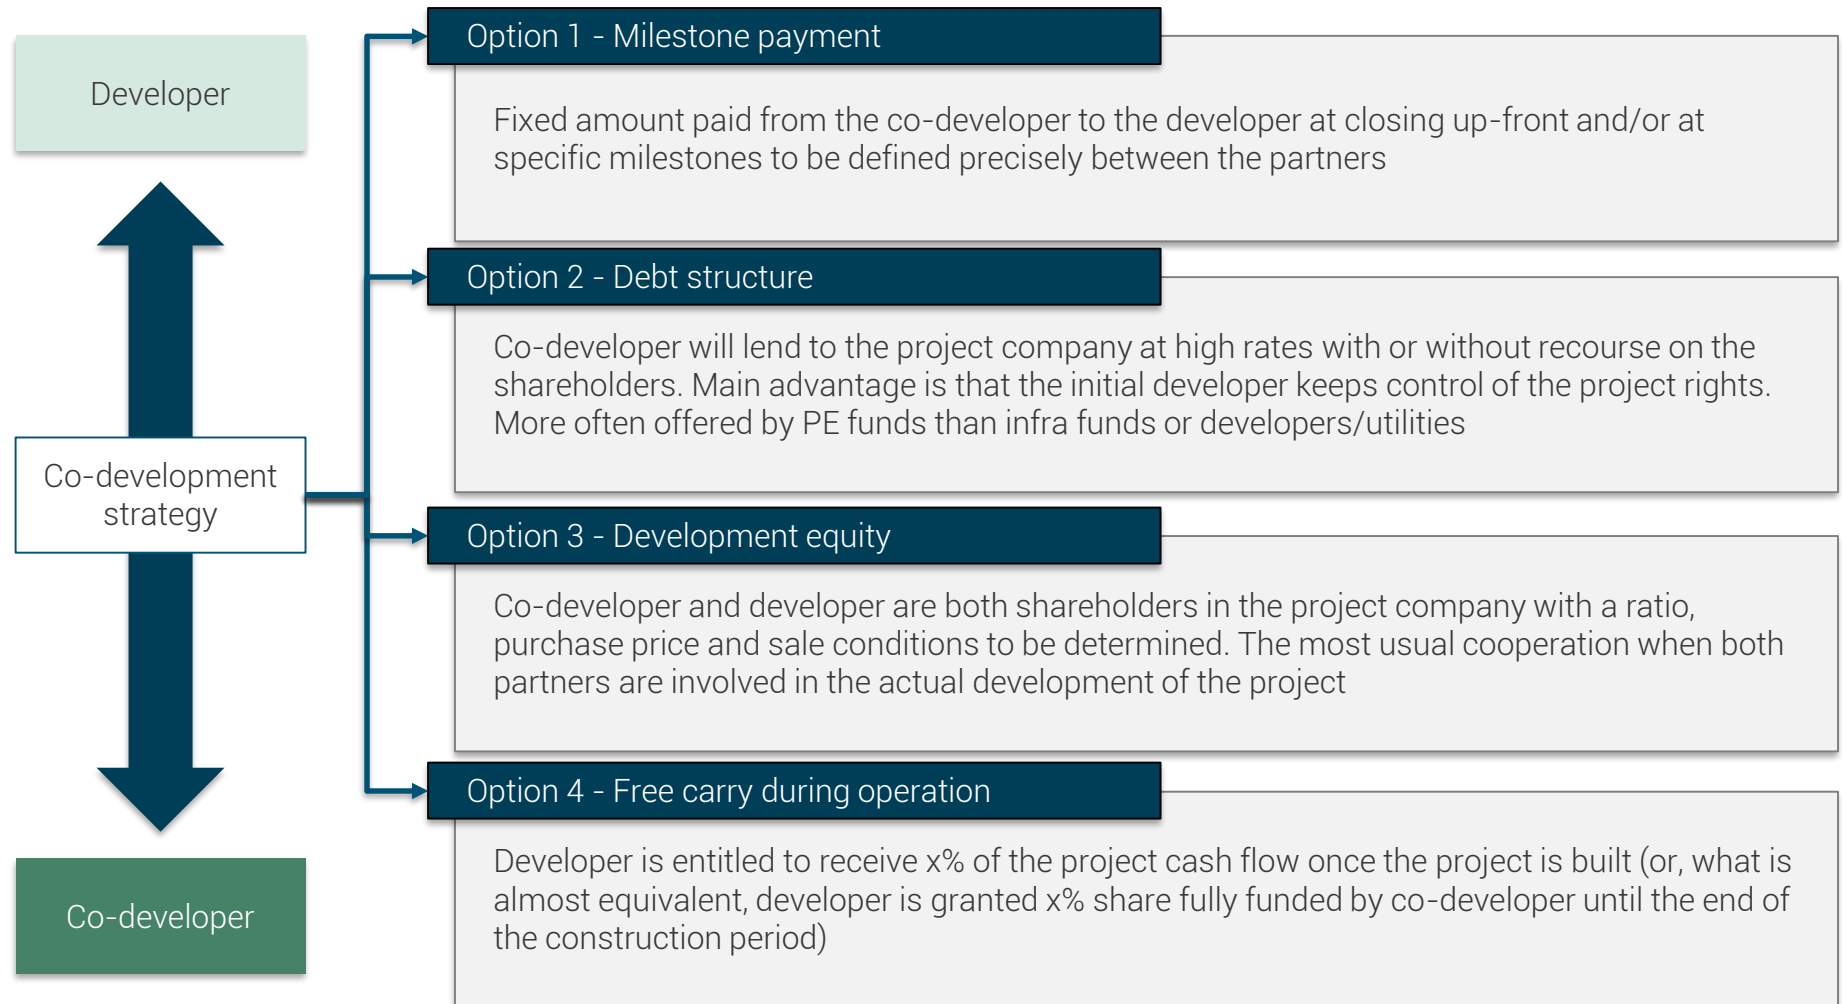 Developer
Co-development
strategy
Co-developer
Option 1 - Milestone payment
Fixed amount paid from the co-developer to the developer at closing up-front and/or at
specific milestones to be defined precisely between the partners
Option 2 - Debt structure
Co-developer will lend to the project company at high rates with or without recourse on the
shareholders. Main advantage is that the initial developer keeps control of the project rights.
More often offered by PE funds than infra funds or developers/utilities
Option 3 - Development equity
Co-developer and developer are both shareholders in the project company with a ratio,
purchase price and sale conditions to be determined. The most usual cooperation when both
partners are involved in the actual development of the project
Option 4 - Free carry during operation
Developer is entitled to receive x% of the project cash flow once the project is built (or, what is
almost equivalent, developer is granted x% share fully funded by co-developer until the end of
the construction period)